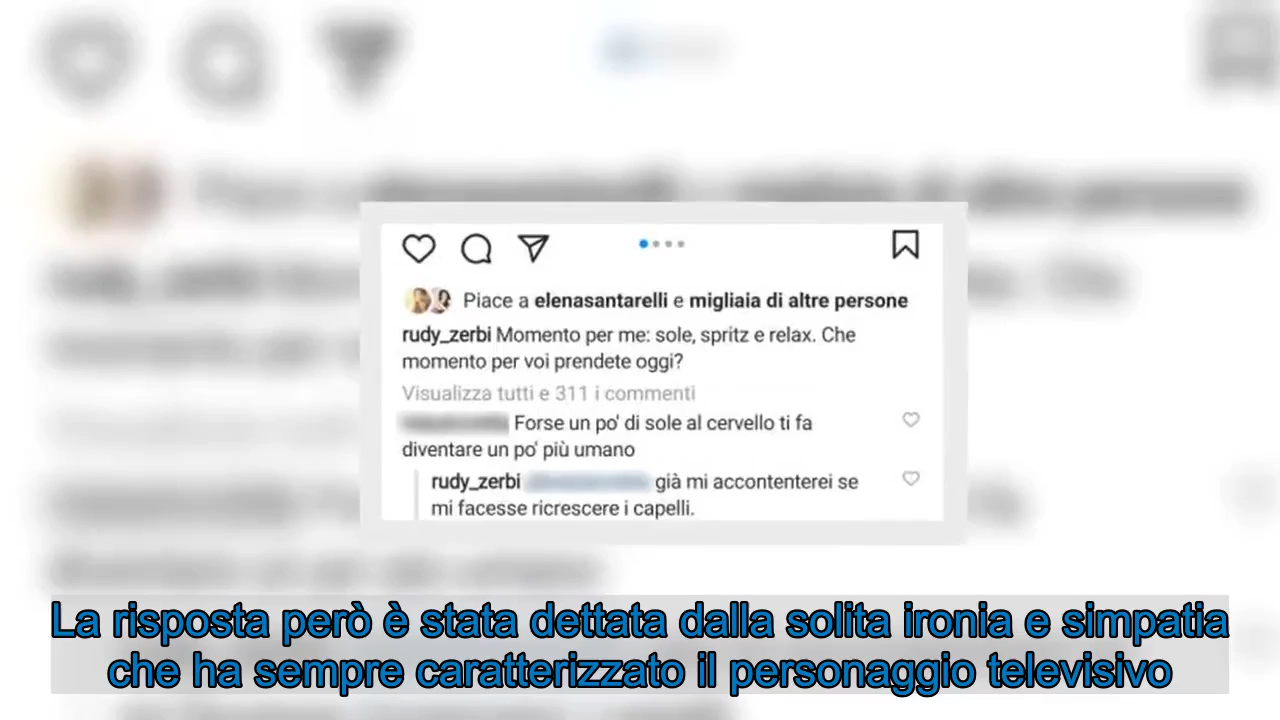 Piace a elenasantarelli e migliaia di altre persone
rudy_zerbi Momento per me: sole, spritz e relax. Che
momento per voi prendete oggi?
Visualizza tutti e 311 i commenti
Forse un po' di sole al cervello ti fa
diventare un po' più umano
rudy_zerbi già mi accontenterei se
mi facesse ricrescere i capelli.
La risposta però è stata dettata dalla solita ironia e simpatia
che ha sempre caratterizzato il personaggio televisivo